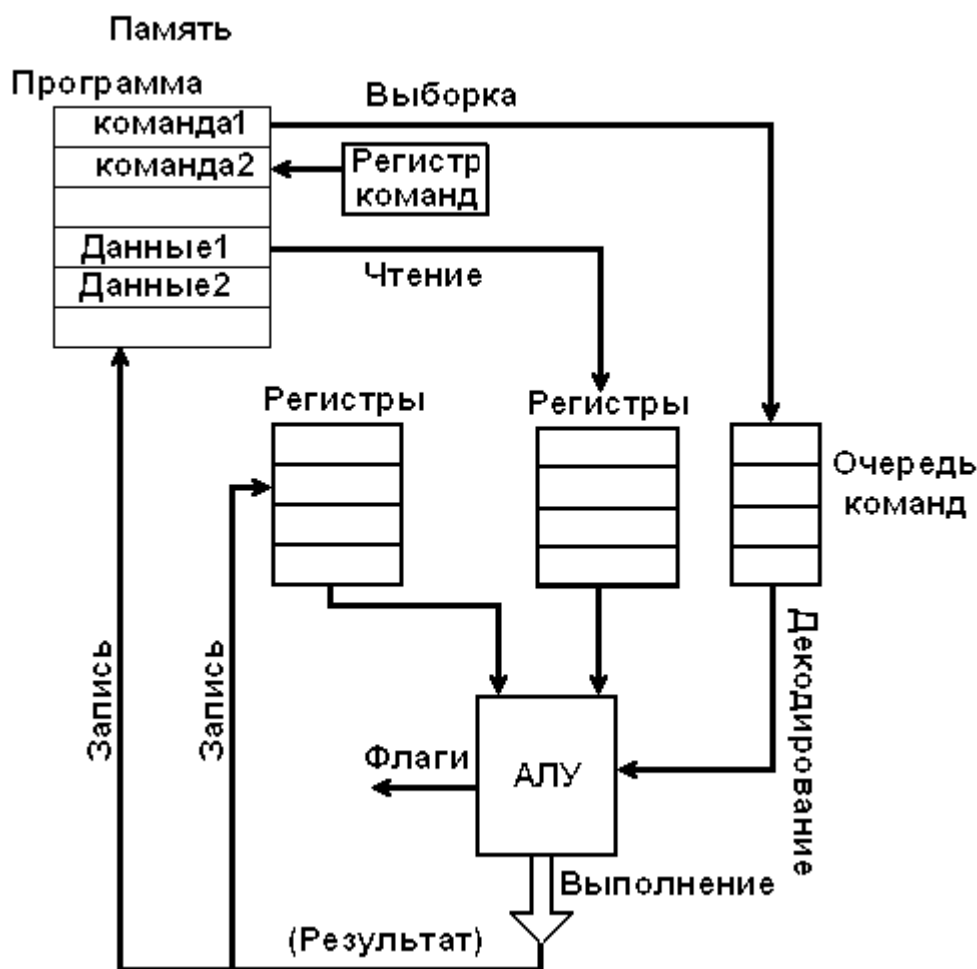 Память
Программа
Выборка
команда1
команда2
Регистр
команд
Данные1
Чтение
Данные2
Регистры
Регистры
Очередь
команд
Декодирование
Запись
Запись
Флаги
АЛУ
Выполнение
(Результат)